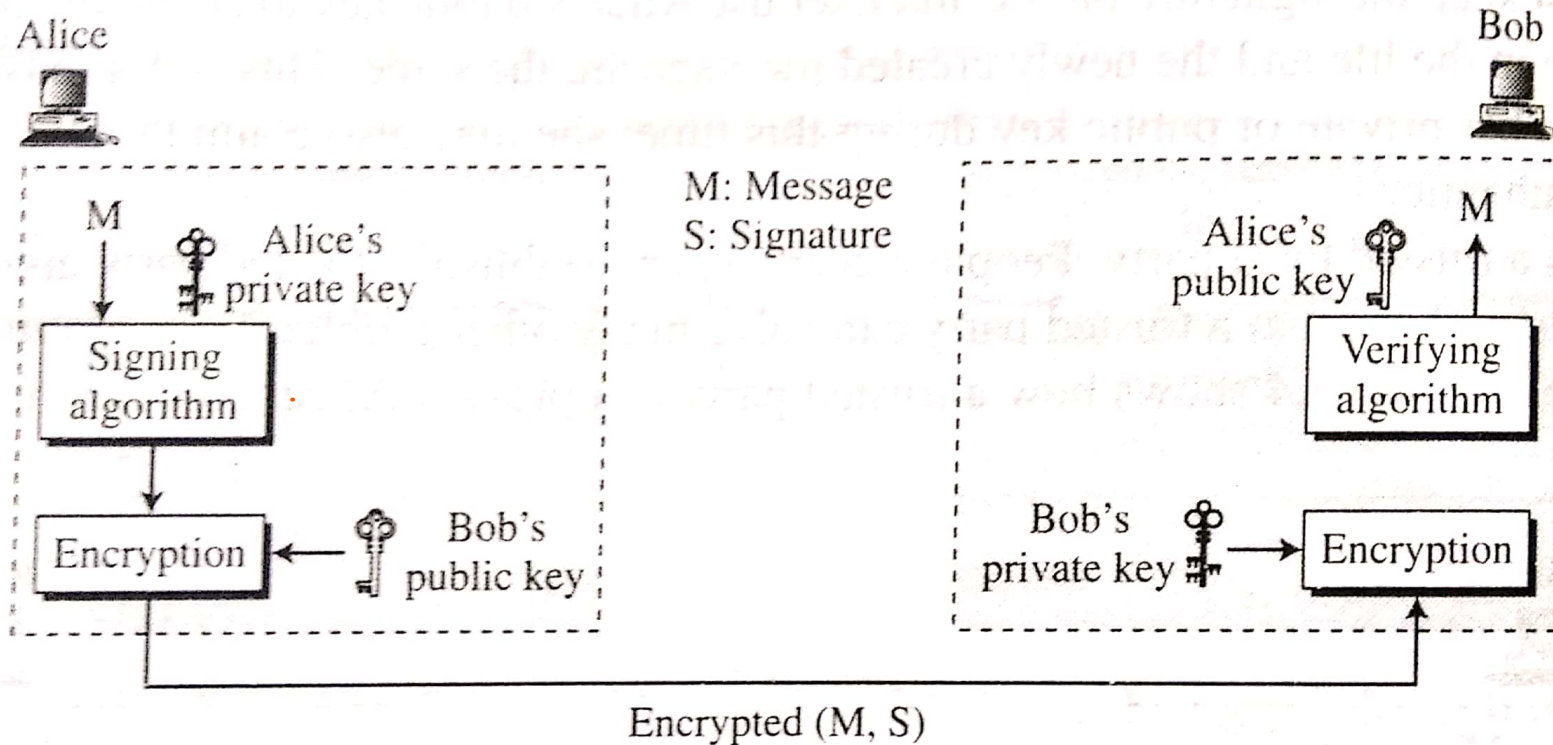 Alice
Bob
M
Alice's
private key
Signing
algorithm
Encryption
Bob's
public key
M: Message
S: Signature
Alice's
public key
M
Verifying
algorithm
Bob's
private key
Encryption
Encrypted (M, S)